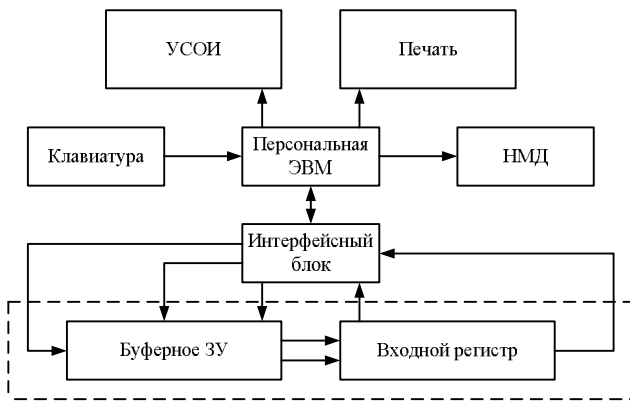 УСОИ
Печать
Клавиатура
Персональная
ЭВМ
НМД
Интерфейсный
блок
Буферное ЗУ
Входной регистр